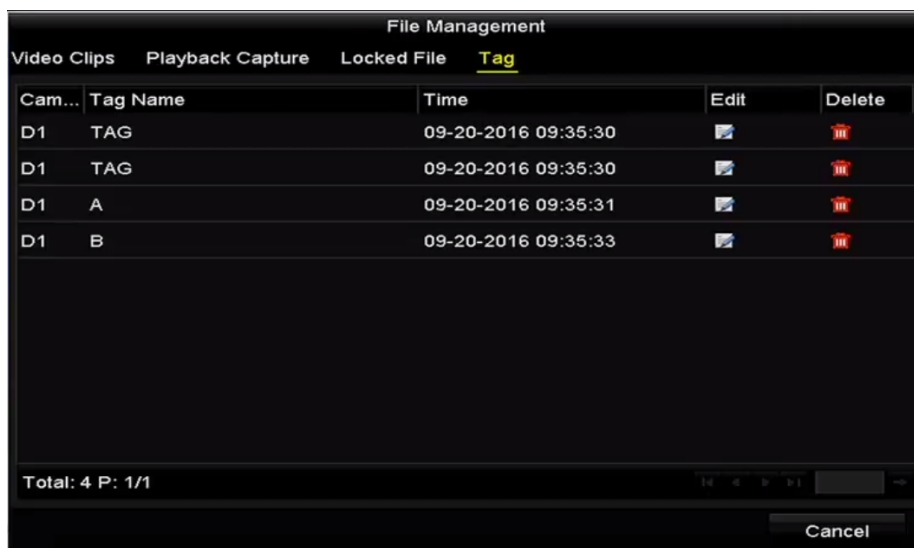 File Management
Video Clips Playback Capture Locked File Tag
Cam... Tag Name Time Edit Delete
D1 TAG 09-20-2016 09:35:30
D1 TAG 09-20-2016 09:35:30
D1 A 09-20-2016 09:35:31
D1 B 09-20-2016 09:35:33
Total: 4 P: 1/1
Cancel